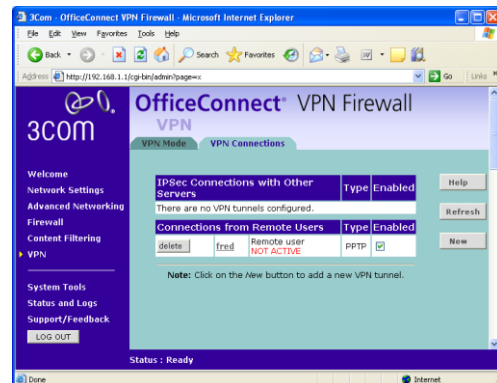 3Com - OfficeConnect VPN Firewall - Microsoft Internet Explorer
File Edit View Favorites Tools Help
Back Search Favorites
Address http://192.168.1.1/cgi-bin/admin?page=x Go Links
3COM
OfficeConnect VPN Firewall
VPN
VPN Mode VPN Connections
Welcome
Network Settings
Advanced Networking
Firewall
Content Filtering
VPN
System Tools
Status and Logs
Support/Feedback
LOG OUT
IPSec Connections with Other Servers Type Enabled
There are no VPN tunnels configured.
Connections from Remote Users Type Enabled
delete fred Remote user NOT ACTIVE PPTP
Note: Click on the New button to add a new VPN tunnel.
Help
Refresh
New
Status : Ready
Done Internet